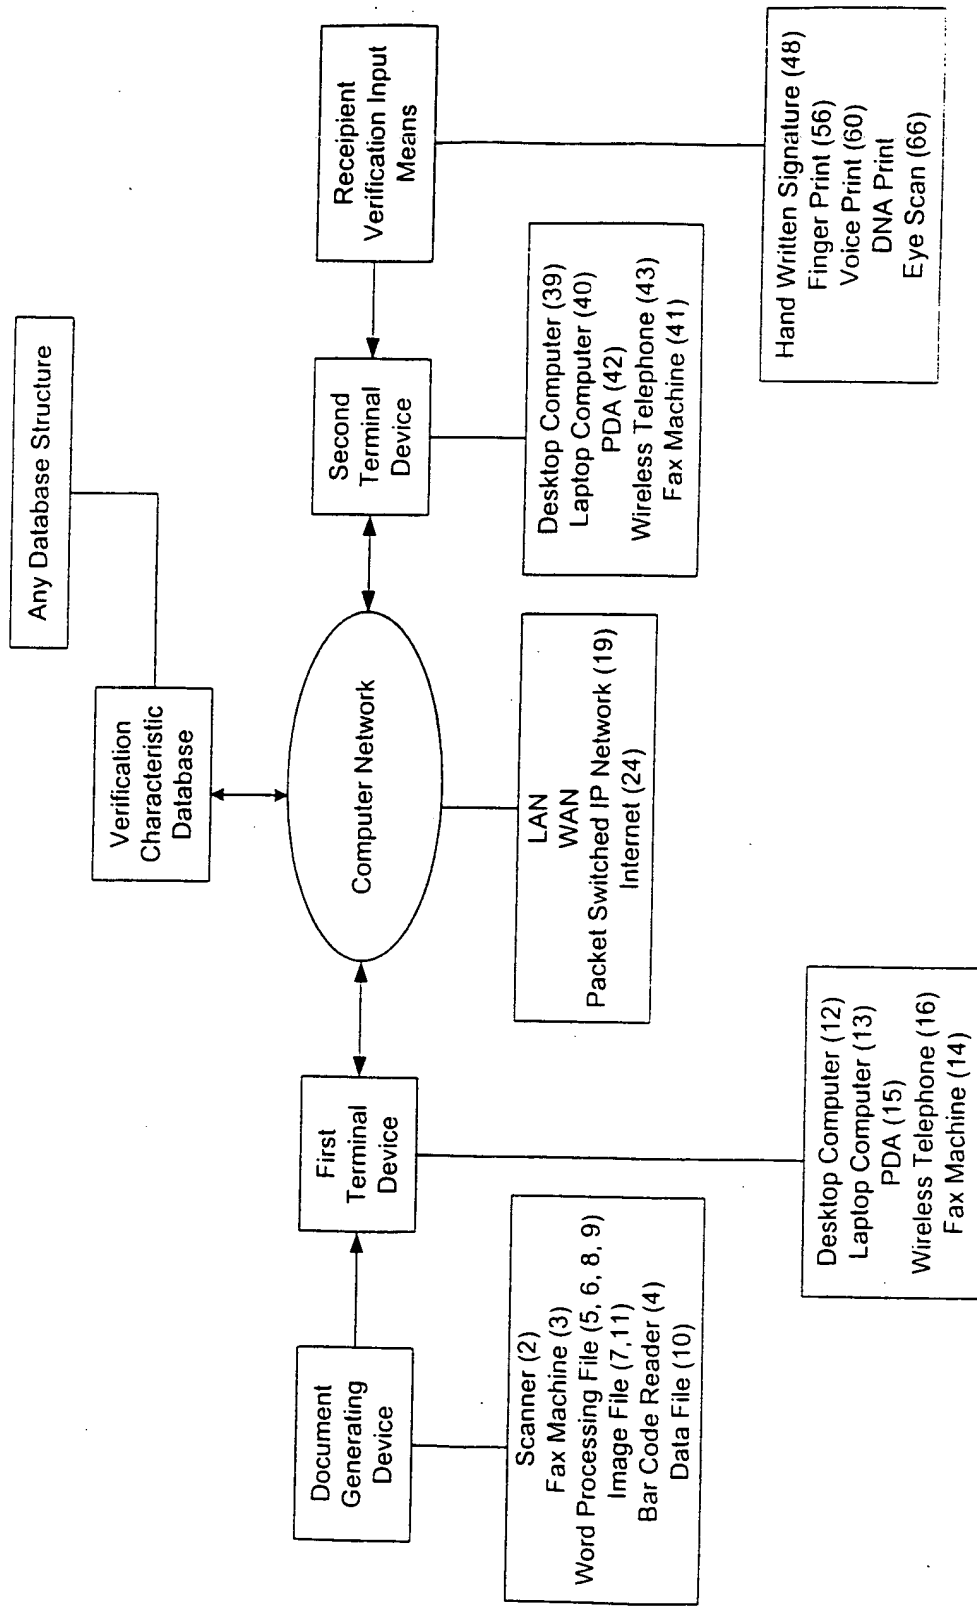 Any Database Structure
Verification
Characteristic
Database
Document
Generating
Device
First
Terminal
Device
Computer Network
Second
Terminal
Device
Receipient
Verification Input
Means
Scanner (2)
Fax Machine (3)
Word Processing File (5, 6, 8, 9)
Image File (7,11)
Bar Code Reader (4)
Data File (10)
LAN
WAN
Packet Switched IP Network (19)
Internet (24)
Desktop Computer (39)
Laptop Computer (40)
PDA (42)
Wireless Telephone (43)
Fax Machine (41)
Desktop Computer (12)
Laptop Computer (13)
PDA (15)
Wireless Telephone (16)
Fax Machine (14)
Hand Written Signature (48)
Finger Print (56)
Voice Print (60)
DNA Print
Eye Scan (66)